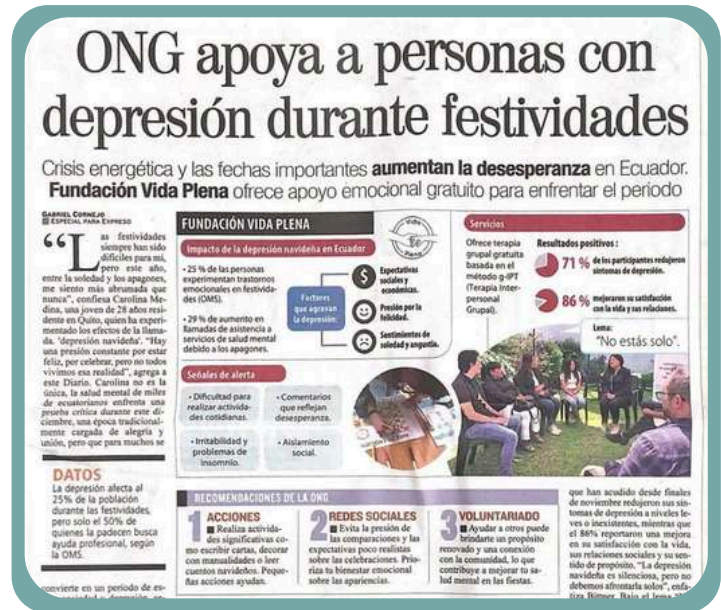 ONG apoya a personas con
depresión durante festividades
Crisis energética y las fechas importantes aumentan la desesperanza en Ecuador.
Fundación Vida Plena ofrece apoyo emocional gratuito para enfrentar el periodo
GABRIEL CORNEJO
ESPECIAL PARA EXPRESO
“Las festividades
siempre han sido
difíciles para mí,
pero este año,
entre la soledad y los apagones,
me siento más abrumada que
nunca”, confiesa Carolina Me-
dina, una joven de 28 años resi-
dente en Quito, quien ha experi-
mentado los efectos de la llama-
da, ‘depresión navideña’. “Hay
una presión constante por estar
feliz, por celebrar, pero no todos
vivimos esa realidad”, agrega a
este Diario. Carolina no es la
única, la salud mental de miles
de ecuatorianos enfrenta una
prueba crítica durante este di-
ciembre, una época tradicional-
mente cargada de alegría y
unión, pero que para muchos se
DATOS
La depresión afecta al
25% de la población
durante las festividades,
pero solo el 50% de
quienes la padecen busca
ayuda profesional, según
la OMS.
convierte en un periodo de es-
FUNDACIÓN VIDA PLENA
Vida
Plena
Impacto de la depresión navideña en Ecuador
• 25 % de las personas
experimentan trastornos
emocionales en festivida-
des (OMS).
• 29 % de aumento en
llamadas de asistencia a
servicios de salud mental
debido a los apagones.
Factores
que agravan
la depresión:
Expectativas
sociales y
económicas.
Presión por la
felicidad.
Sentimientos de
soledad y angustia.
Señales de alerta
• Dificultad para
realizar activida-
des cotidianas.
• Comentarios
que reflejan
desesperanza.
• Irritabilidad y
problemas de
insomnio.
• Aislamiento
social.
Servicios
Ofrece terapia
grupal gratuita
basada en el
método g-IPT
(Terapia Inter-
personal
Grupal).
Resultados positivos :
71 % de los participantes redujeron
síntomas de depresión.
86 % mejoraron su satisfacción
con la vida y sus relaciones.
Lema:
"No estás solo".
RECOMENDACIONES DE LA ONG
1 ACCIONES
Realiza activida-
des significativas co-
mo escribir cartas, decorar
con manualidades o leer
cuentos navideños. Peque-
ñas acciones ayudan.
2 REDES SOCIALES
Evita la presión de
las comparaciones y las
expectativas poco realistas
sobre las celebraciones. Prio-
riza tu bienestar emocional
sobre las apariencias.
3 VOLUNTARIADO
Ayudar a otros puede
brindarte un propósito
renovado y una conexión
con la comunidad, lo que
contribuye a mejorar tu sa-
lud mental en las fiestas.
que han acudido desde finales
de noviembre redujeron sus sín-
tomas de depresión a niveles le-
ves o inexistentes, mientras que
el 86% reportaron una mejora
en su satisfacción con la vida,
sus relaciones sociales y su sen-
tido de propósito. “La depresión
navideña es silenciosa, pero no
debemos afrontarla solos”, enfa-
tiza Bitner. Bajo el lema